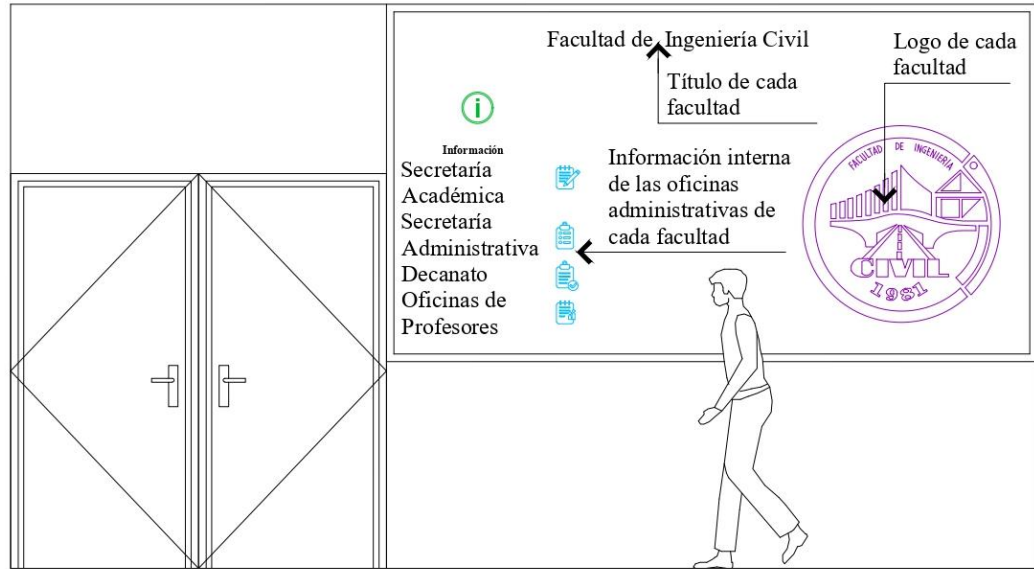 Facultad de Ingeniería Civil
Título de cada
facultad
Logo de cada
facultad
i
Información
Secretaría
Académica
Secretaría
Administrativa
Decanato
Oficinas de
Profesores
Información interna
de las oficinas
administrativas de
cada facultad
FACULTAD DE INGENIERÍA
CIVIL
1981